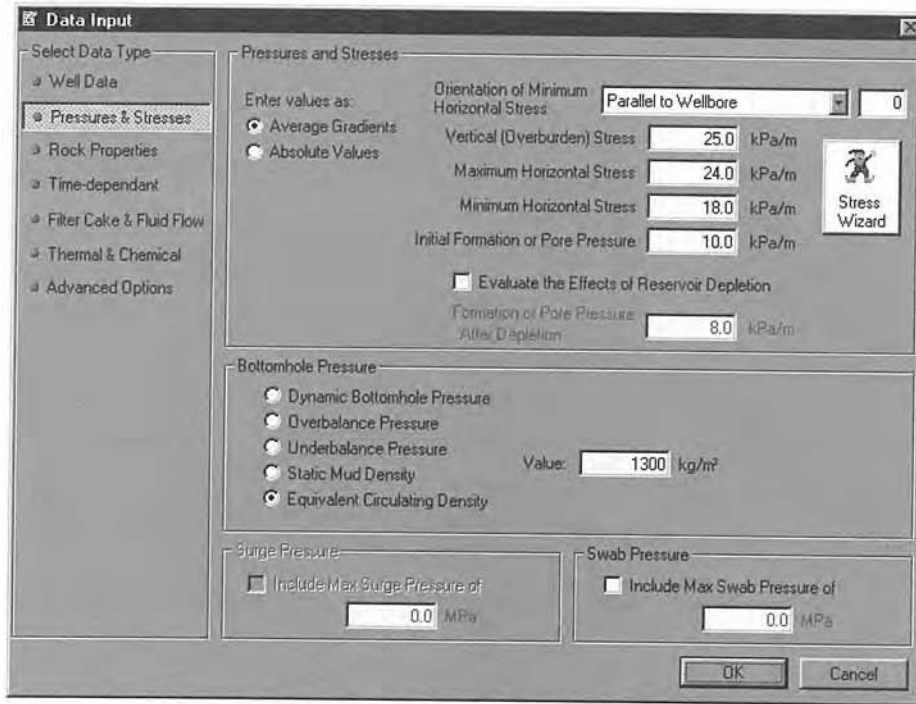 Data Input
Select Data Type
Well Data
Pressures & Stresses
Rock Properties
Time-dependant
Filter Cake & Fluid Flow
Thermal & Chemical
Advanced Options
Pressures and Stresses
Enter values as:
Average Gradients
Absolute Values
Orientation of Minimum
Horizontal Stress
Parallel to Wellbore
0
Vertical (Overburden) Stress 25.0 kPa/m
Maximum Horizontal Stress 24.0 kPa/m
Minimum Horizontal Stress 18.0 kPa/m
Initial Formation or Pore Pressure 10.0 kPa/m
Stress
Wizard
Evaluate the Effects of Reservoir Depletion
Formation of Pore Pressure
After Depletion
8.0 kPa/m
Bottomhole Pressure
Dynamic Bottomhole Pressure
Overbalance Pressure
Underbalance Pressure
Static Mud Density
Equivalent Circulating Density
Value: 1300 kg/m³
Surge Pressure
Include Max Surge Pressure of
0.0 MPa
Swab Pressure
Include Max Swab Pressure of
0.0 MPa
OK
Cancel